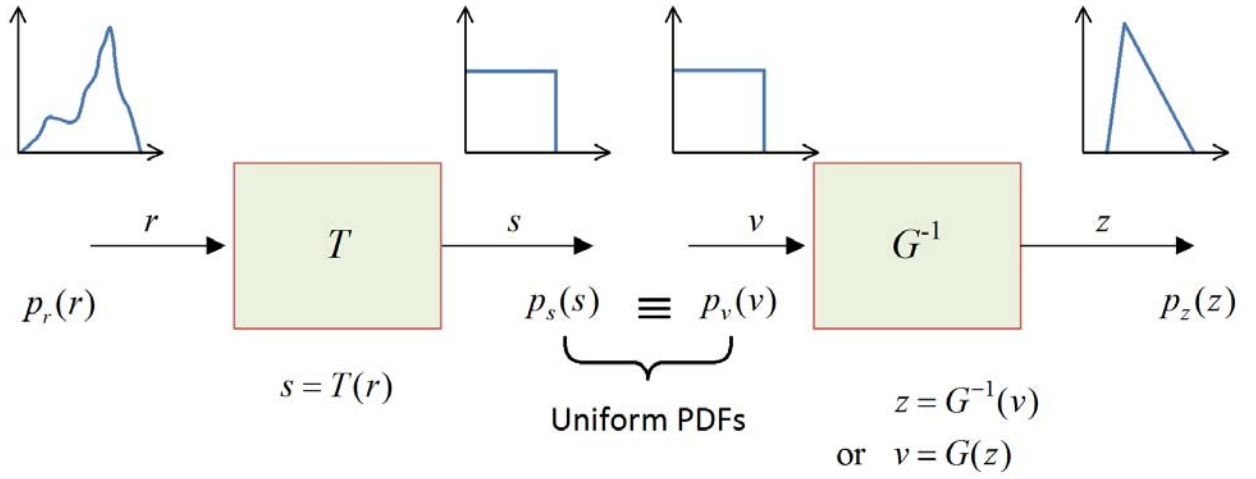 r
T
s
v
G⁻¹
z
pᵣ(r)
pₛ(s) ≡ pᵥ(v)
p_z(z)
s = T(r)
Uniform PDFs
z = G⁻¹(v)
or v = G(z)